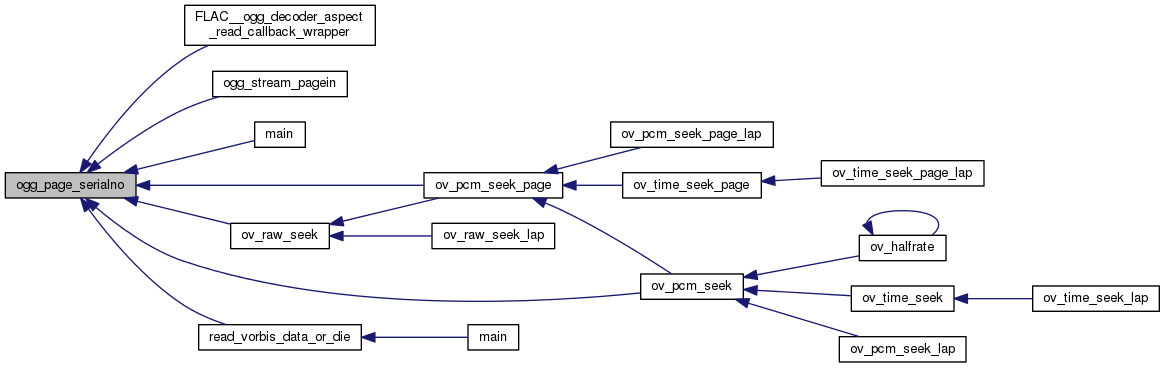 FLAC__ogg_decoder_aspect
_read_callback_wrapper
ogg_stream_pagein
main
ov_pcm_seek_page_lap
ov_time_seek_page_lap
ogg_page_serialno
ov_pcm_seek_page
ov_time_seek_page
ov_raw_seek
ov_raw_seek_lap
ov_halfrate
ov_pcm_seek
ov_time_seek
ov_time_seek_lap
read_vorbis_data_or_die
main
ov_pcm_seek_lap